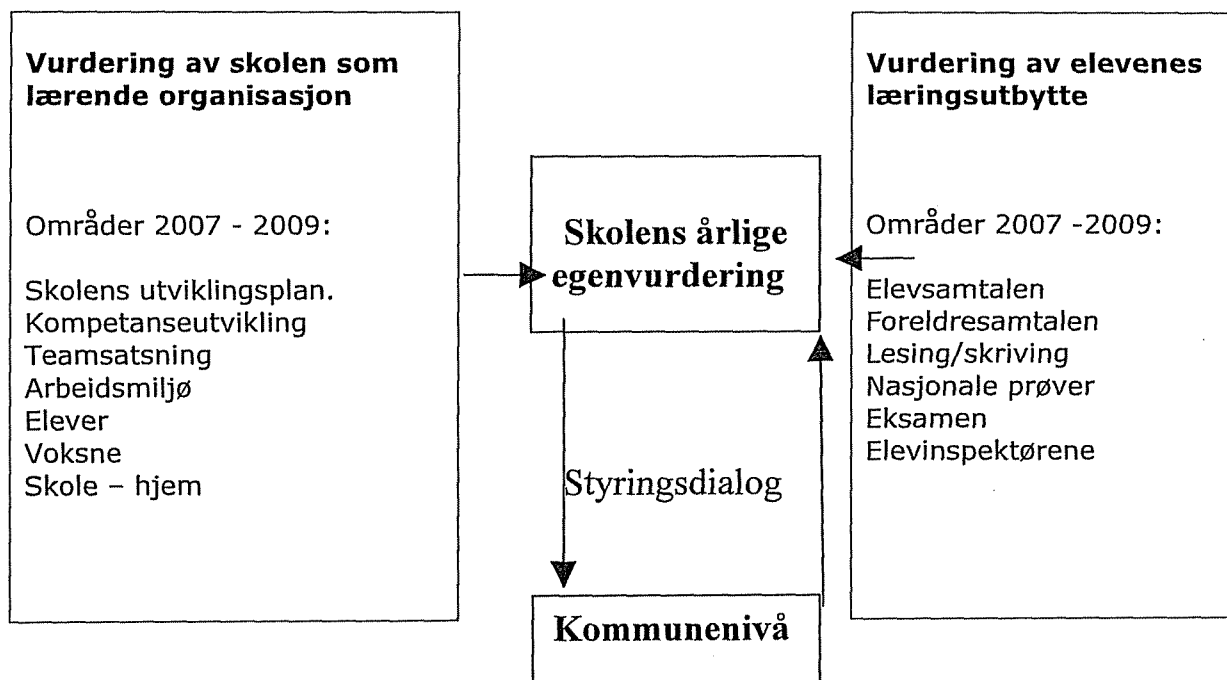 Vurdering av skolen som
lærende organisasjon
Områder 2007 - 2009:
Skolens utviklingsplan.
Kompetanseutvikling
Teamsatsning
Arbeidsmiljø
Elever
Voksne
Skole – hjem
Skolens årlige
egenvurdering
Styringsdialog
Kommunenivå
Vurdering av elevenes
læringsutbytte
Områder 2007 -2009:
Elevsamtalen
Foreldresamtalen
Lesing/skriving
Nasjonale prøver
Eksamen
Elevinspektørene